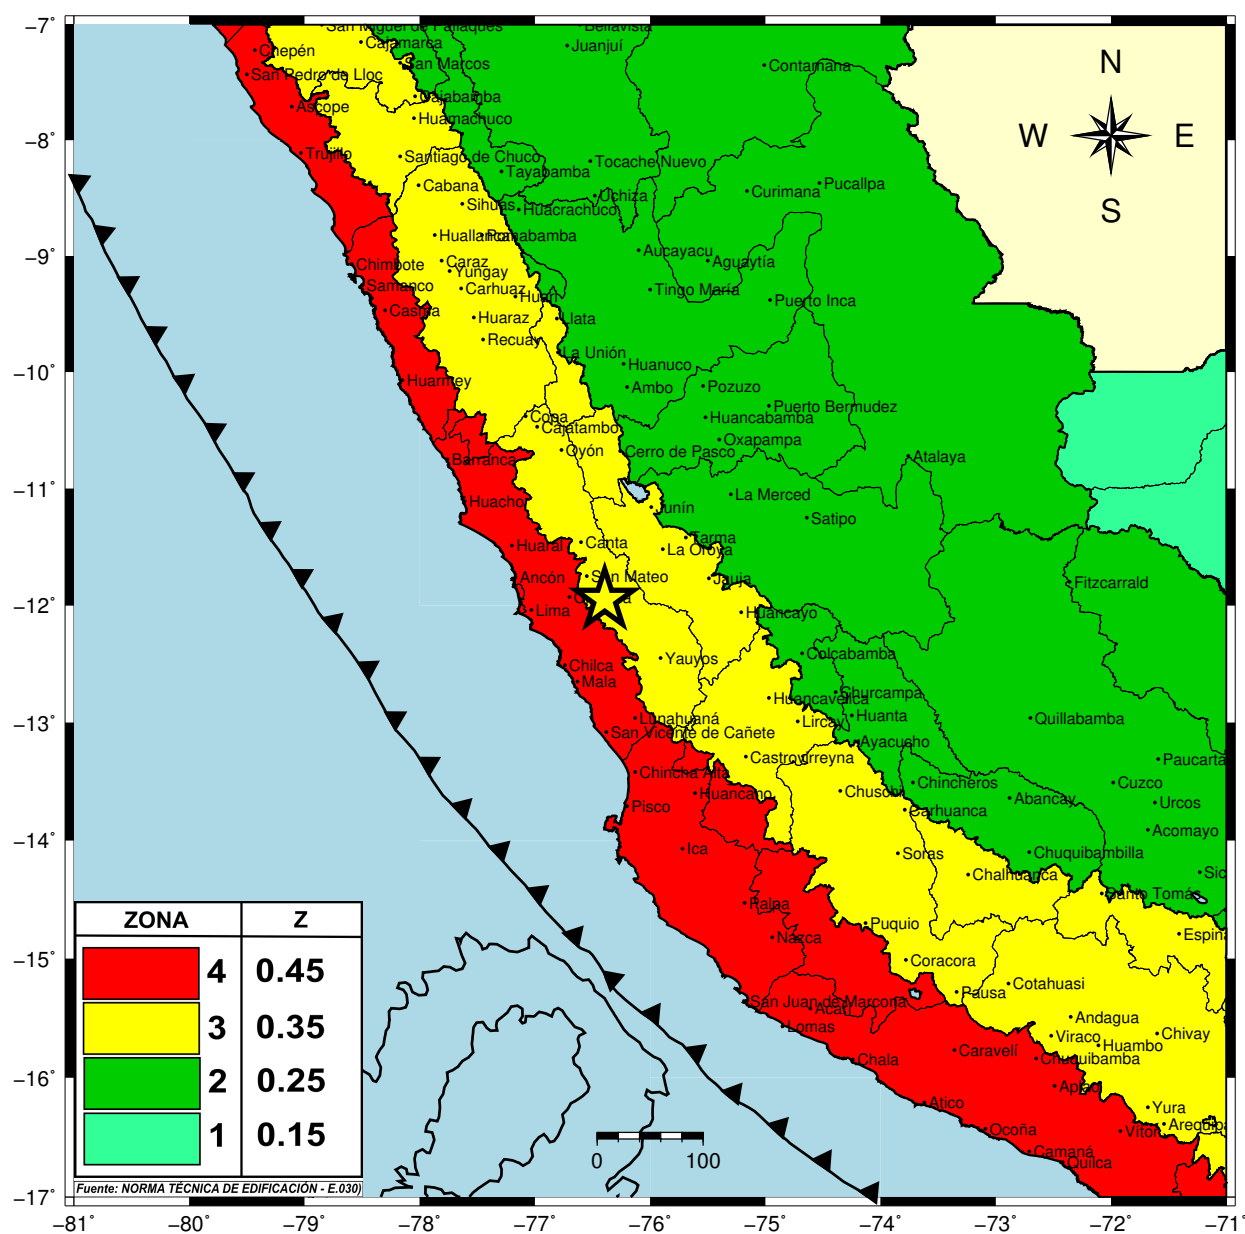 −7˚
−8˚
−9˚
−10˚
−11˚
−12˚
−13˚
−14˚
−15˚
−16˚
−17˚
−81˚
−80
−79
−78
−77
−76
−75
−74
−73
−72
−71˚
N
W
E
S
San Miguel de Pallaques
Bellavista
Cajamarca
Juanjuí
Chepén
San Marcos
Contamana
San Pedro de Lloc
Cajabamba
Ascope
Huamachuco
Trujillo
Santiago de Chuco
Tocache Nuevo
Tayabamba
Cabana
Pucallpa
Curimana
Uchiza
Sihuas
Huacrachuco
Huallanca
Pomabamba
Aucayacu
Chimbote
Caraz
Aguaytía
Yungay
Samanco
Carhuaz
Huari
Tingo María
Puerto Inca
Casma
Huaraz
Llata
Recuay
La Unión
Huanuco
Huarmey
Ambo
Pozuzo
Puerto Bermudez
Huancabamba
Cajatambo
Oxapampa
Oyón
Cerro de Pasco
Atalaya
Barranca
La Merced
Huacho
Junín
Satipo
Huaral
Canta
Tarma
La Oroya
Ancón
San Mateo
Jauja
Fitzcarrald
Lima
Huancayo
Yauyos
Colcabamba
Chilca
Mala
Churcampa
Huancavelica
Lunahuaná
Lircay
Huanta
Quillabamba
San Vicente de Cañete
Ayacucho
Castrovirreyna
Paucarta
Chincha Alta
Huancano
Chuschi
Chincheros
Cuzco
Pisco
Carhuanca
Abancay
Urcos
Acomayo
Ica
Soras
Chuquibambilla
Chalhuanca
Sic
Palpa
Santo Tomás
Puquio
Nazca
Espina
Coracora
Cotahuasi
San Juan de Marcona
Pausa
Acarí
Lomas
Andagua
Viraco
Chivay
Huambo
Chala
Caravelí
Chuquibamba
Aplao
Atico
Yura
Ocoña
Vitor
Arequipa
Camaná
Quilca
0 100
ZONA Z
4 0.45
3 0.35
2 0.25
1 0.15
Fuente: NORMA TÉCNICA DE EDIFICACIÓN - E.030)